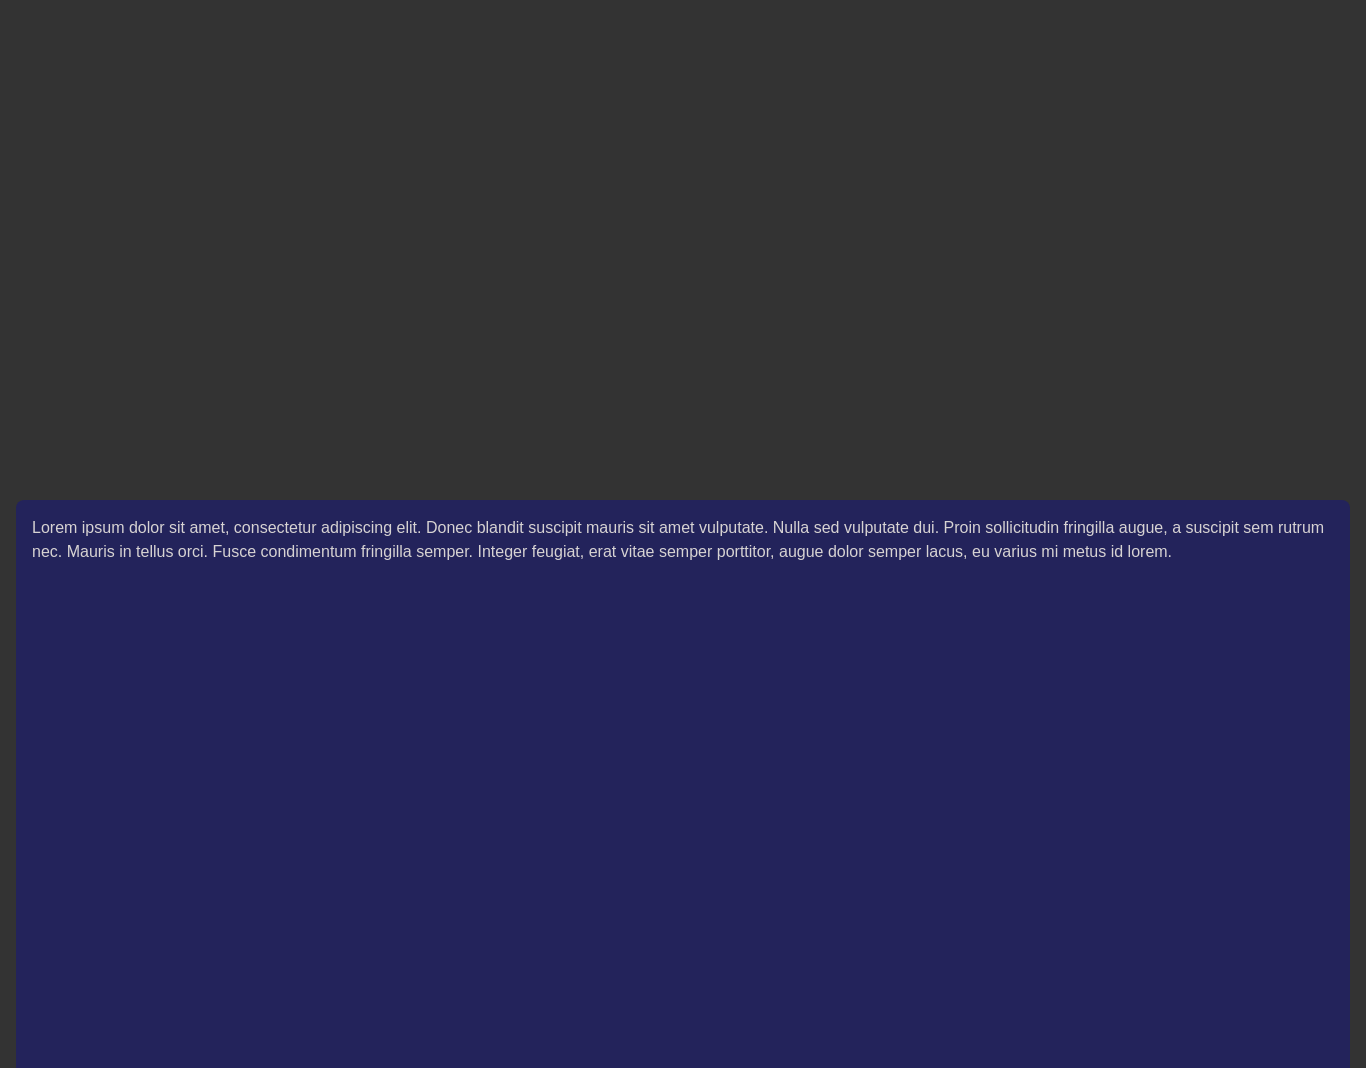 Lorem ipsum dolor sit amet, consectetur adipiscing elit. Donec blandit suscipit mauris sit amet vulputate. Nulla sed vulputate dui. Proin sollicitudin fringilla augue, a suscipit sem rutrum
nec. Mauris in tellus orci. Fusce condimentum fringilla semper. Integer feugiat, erat vitae semper porttitor, augue dolor semper lacus, eu varius mi metus id lorem.